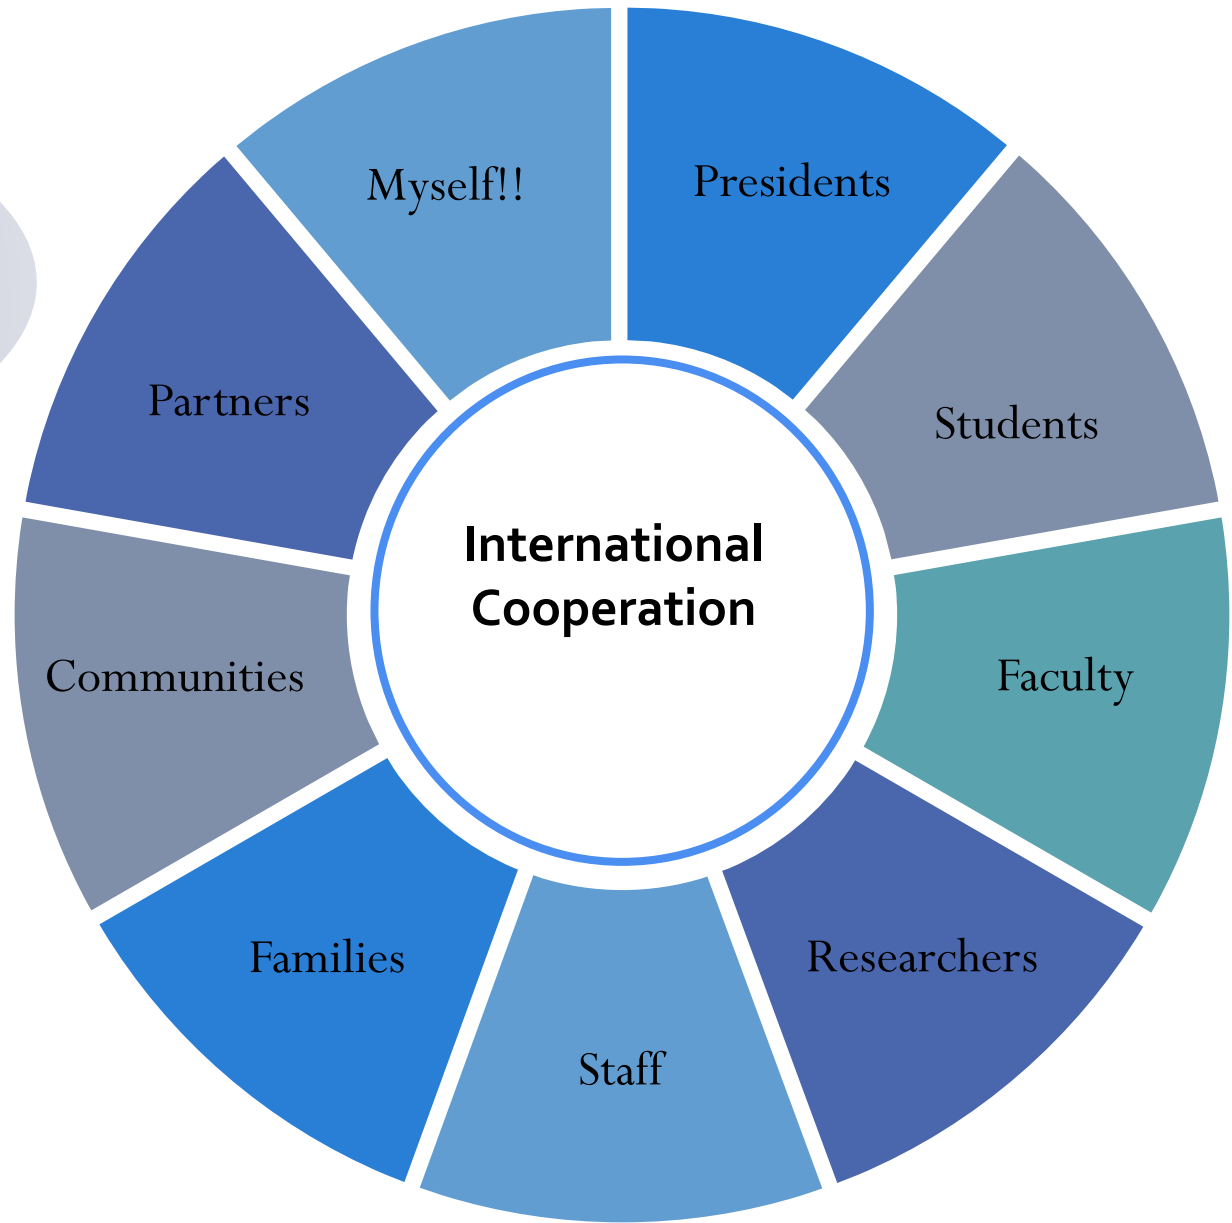 Myself!!
Presidents
Partners
Students
International
Cooperation
Communities
Faculty
Families
Researchers
Staff